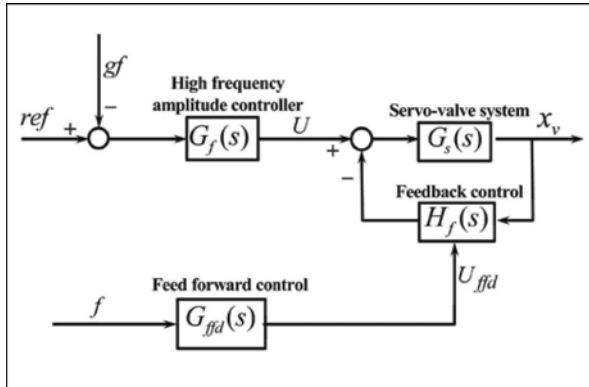 gf
High frequency
amplitude controller
ref
+
−
G_f(s)
U
+
−
Servo-valve system
G_s(s)
x_v
Feedback control
H_f(s)
U_ffd
Feed forward control
f
G_ffd(s)